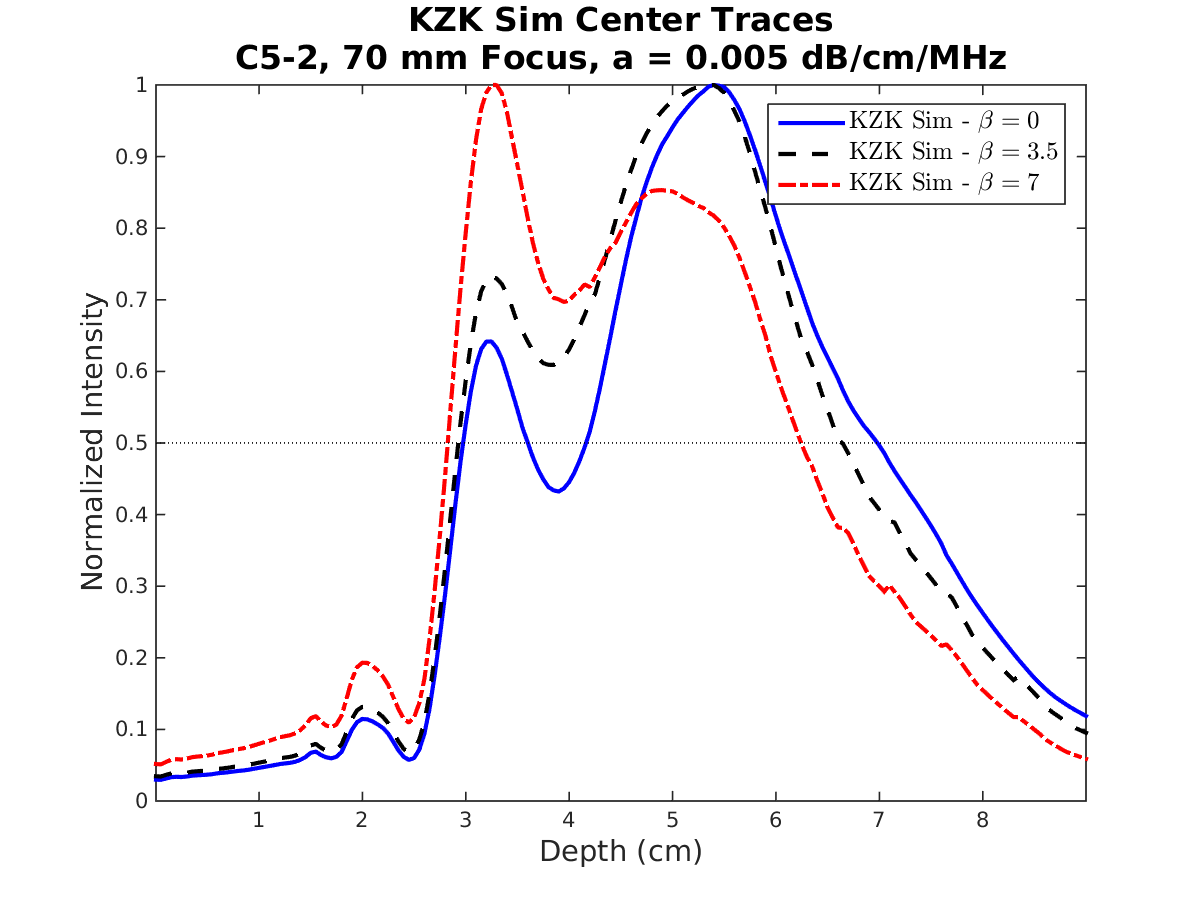 KZK Sim Center Traces
C5-2, 70 mm Focus, a = 0.005 dB/cm/MHz
KZK Sim - β = 0
KZK Sim - β = 3.5
KZK Sim - β = 7
Normalized Intensity
1
0.9
0.8
0.7
0.6
0.5
0.4
0.3
0.2
0.1
0
1 2 3 4 5 6 7 8
Depth (cm)